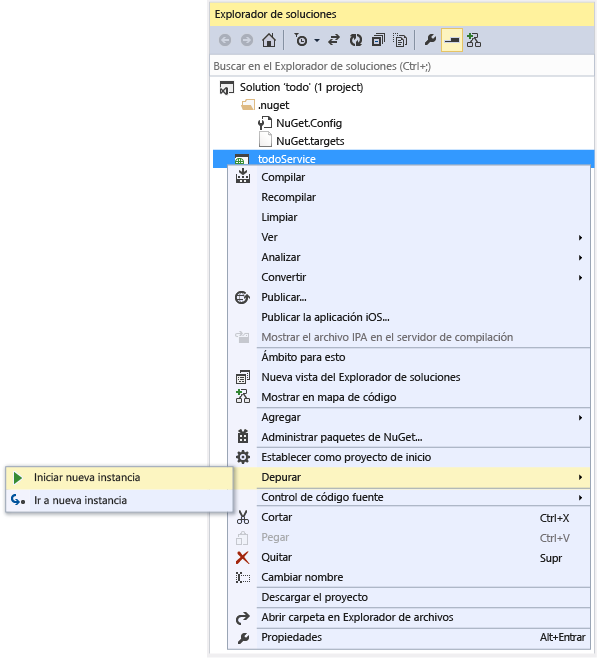 Explorador de soluciones
Buscar en el Explorador de soluciones (Ctrl+;)
Solution 'todo' (1 project)
.nuget
NuGet.Config
NuGet.targets
todoService
Compilar
Recompilar
Limpiar
Ver
Analizar
Convertir
Publicar...
Publicar la aplicación iOS...
Mostrar el archivo IPA en el servidor de compilación
Ámbito para esto
Nueva vista del Explorador de soluciones
Mostrar en mapa de código
Agregar
Administrar paquetes de NuGet...
Establecer como proyecto de inicio
Depurar
Iniciar nueva instancia
Ir a nueva instancia
Control de código fuente
Cortar Ctrl+X
Pegar Ctrl+V
Quitar Supr
Cambiar nombre
Descargar el proyecto
Abrir carpeta en Explorador de archivos
Propiedades Alt+Entrar